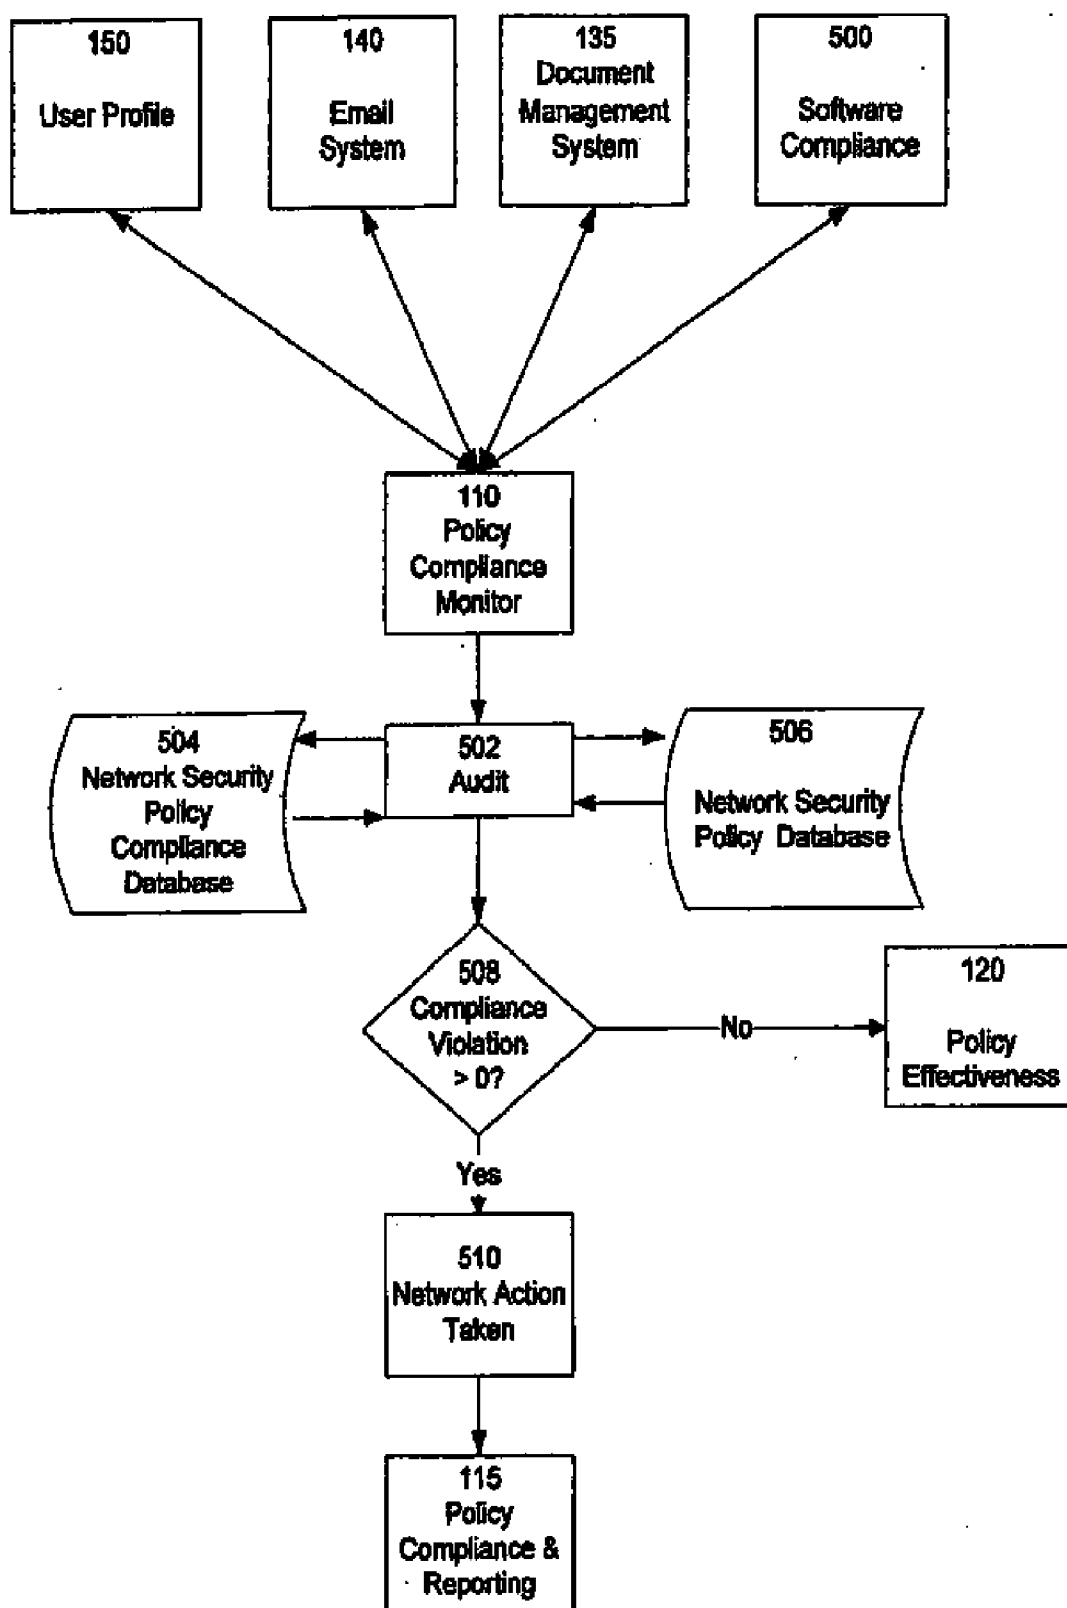 150
User Profile
140
Email
System
135
Document
Management
System
500
Software
Compliance
110
Policy
Compliance
Monitor
504
Network Security
Policy
Compliance
Database
502
Audit
506
Network Security
Policy Database
508
Compliance
Violation
> 0?
No
120
Policy
Effectiveness
Yes
510
Network Action
Taken
115
Policy
Compliance &
Reporting